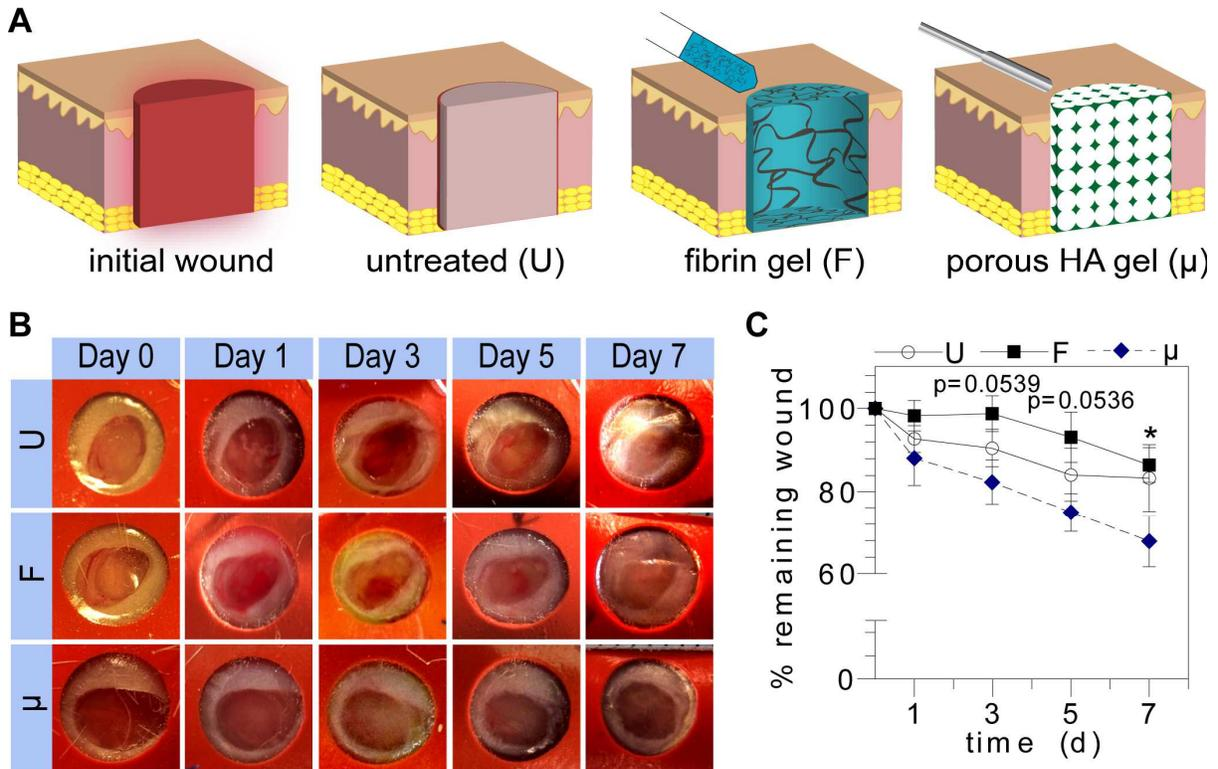 A
initial wound
untreated (U)
fibrin gel (F)
porous HA gel (µ)
B
Day 0 Day 1 Day 3 Day 5 Day 7
U
F
µ
C
U F µ
p=0.0539
p=0.0536
*
100
80
60
0
% remaining wound
1 3 5 7
time (d)